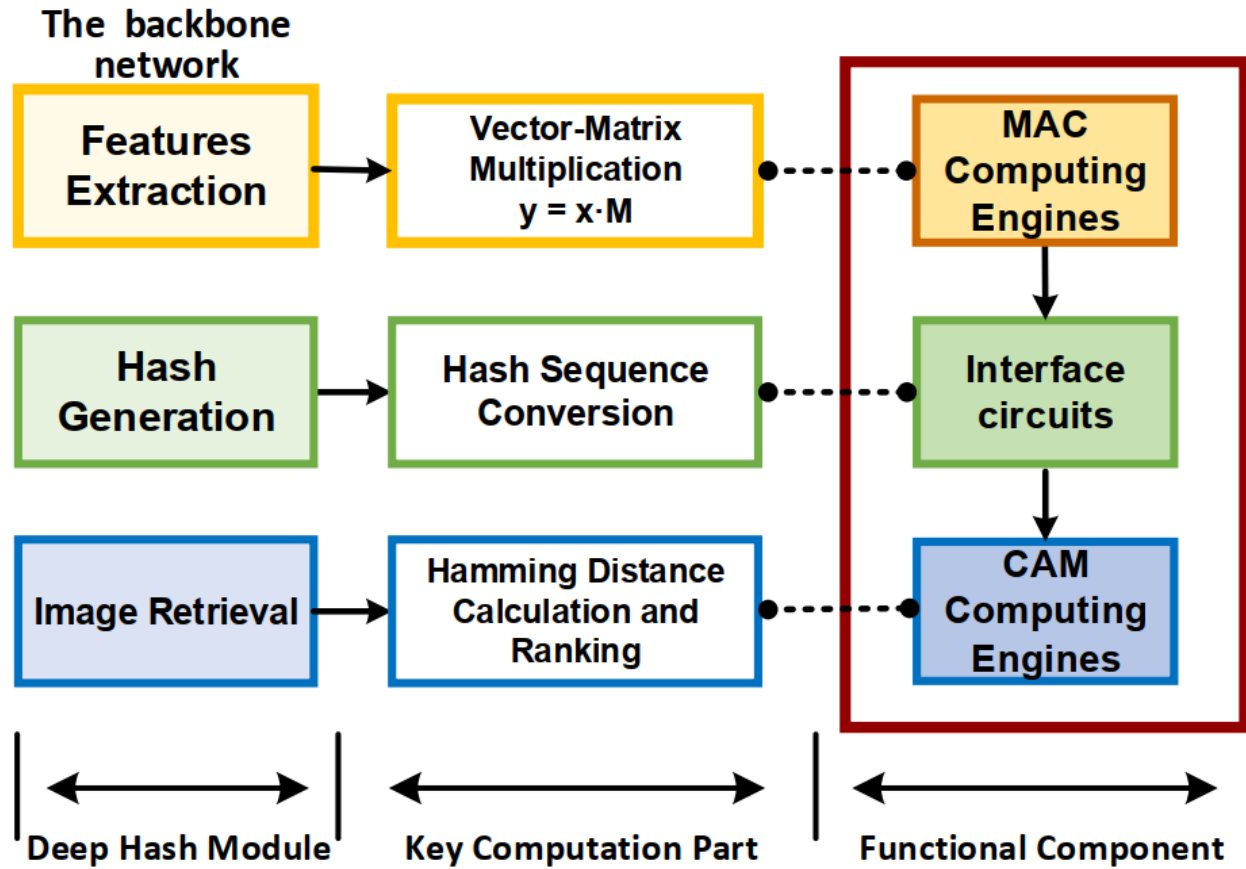 The backbone
network
Features
Extraction
Vector-Matrix
Multiplication
y = x·M
MAC
Computing
Engines
Hash
Generation
Hash Sequence
Conversion
Interface
circuits
Image Retrieval
Hamming Distance
Calculation and
Ranking
CAM
Computing
Engines
Deep Hash Module
Key Computation Part
Functional Component